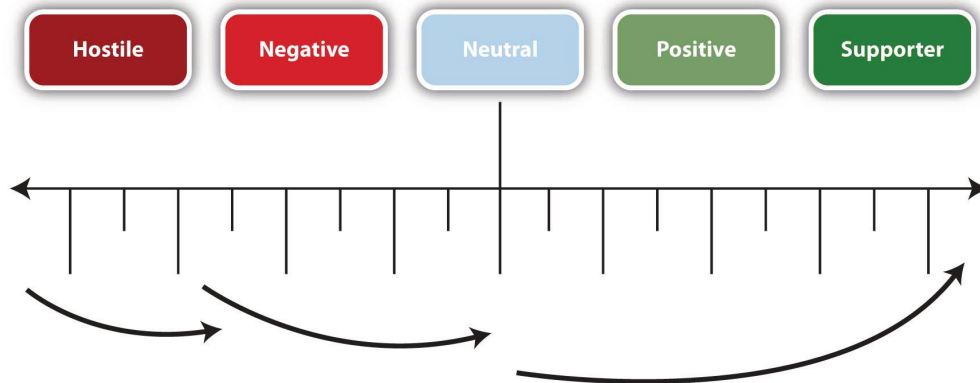 Hostile
Negative
Neutral
Positive
Supporter